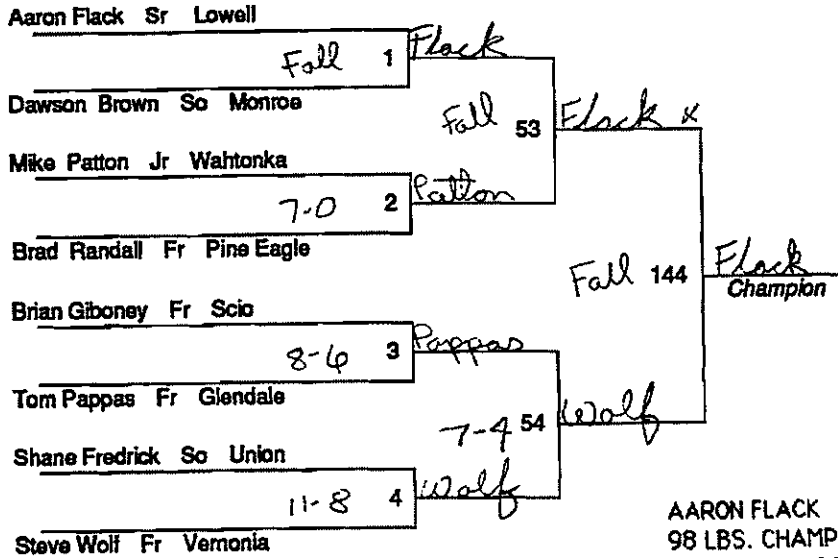 Aaron Flack Sr Lowell
Fall 1 Flack
Dawson Brown So Monroe
Fall 53 Flack x
Mike Patton Jr Wahtonka
7-0 2 Patton
Brad Randall Fr Pine Eagle
Fall 144 Flack
Champion
Brian Giboney Fr Scio
8-6 3 Pappas
Tom Pappas Fr Glendale
7-4 54 Wolf
Shane Fredrick So Union
11-8 4 Wolf
Steve Wolf Fr Vernonia
AARON FLACK
98 LBS. CHAMP